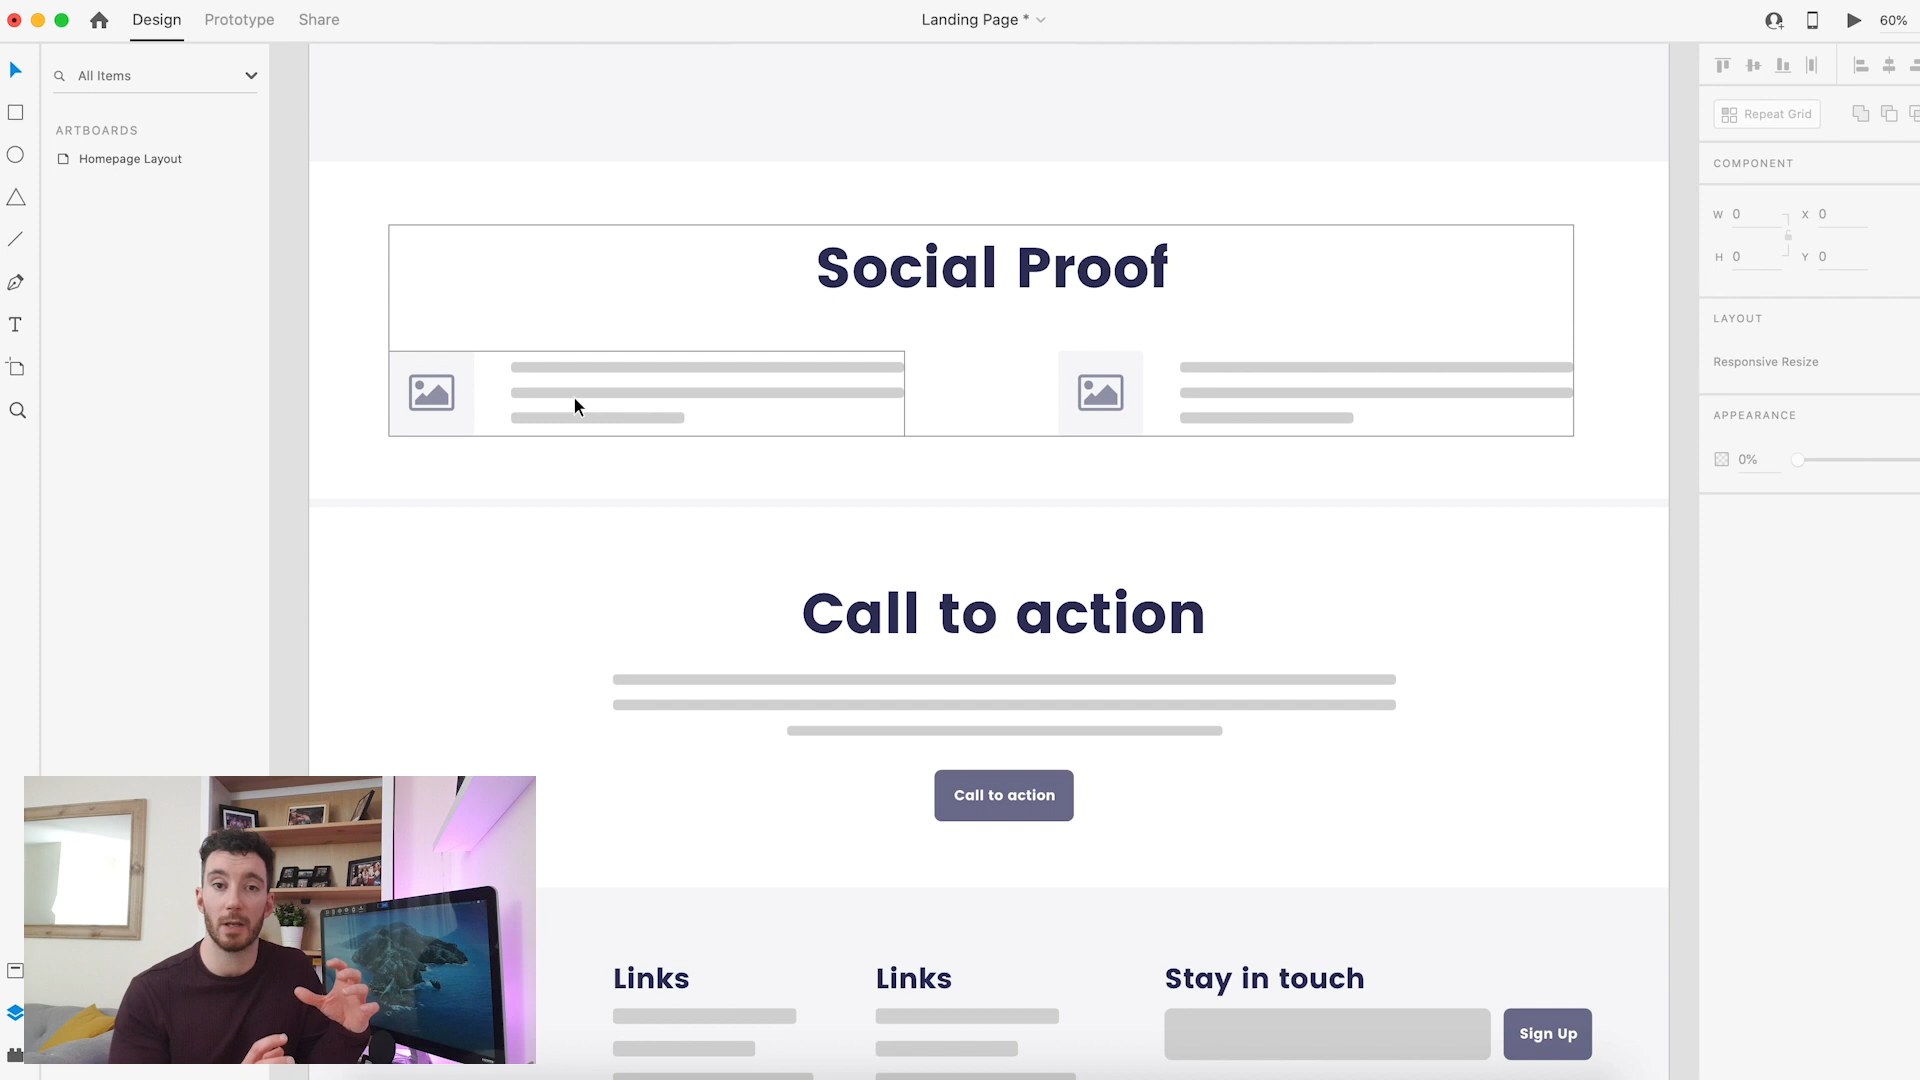 Design Prototype Share
Landing Page *
60%
All Items
ARTBOARDS
Homepage Layout
Repeat Grid
COMPONENT
W 0 X 0
H 0 Y 0
LAYOUT
Responsive Resize
APPEARANCE
0%
Social Proof
Call to action
Call to action
Links
Links
Stay in touch
Sign Up